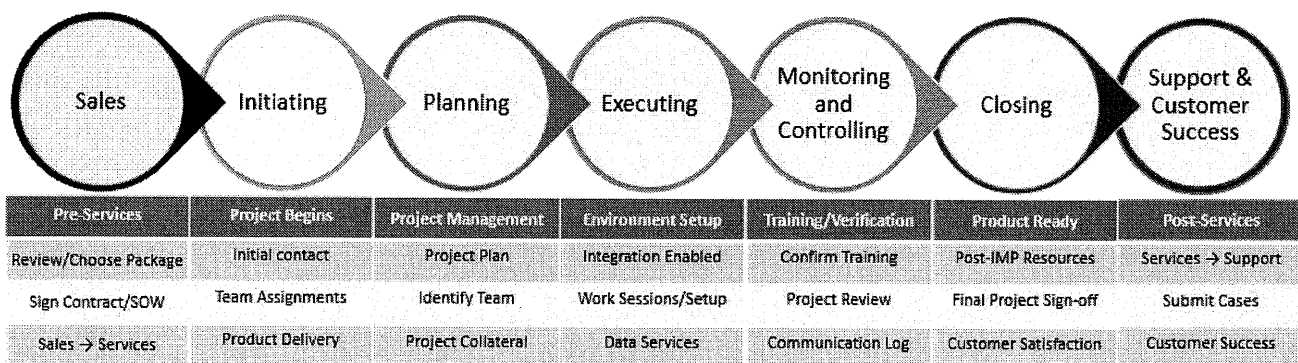 Sales
Initiating
Planning
Executing
Monitoring
and
Controlling
Closing
Support &
Customer
Success
Pre-Services
Project Begins
Project Management
Environment Setup
Training/Verification
Product Ready
Post-Services
Review/Choose Package
Initial contact
Project Plan
Integration Enabled
Confirm Training
Post-IMP Resources
Services → Support
Sign Contract/SOW
Team Assignments
Identify Team
Work Sessions/Setup
Project Review
Final Project Sign-off
Submit Cases
Sales → Services
Product Delivery
Project Collateral
Data Services
Communication Log
Customer Satisfaction
Customer Success